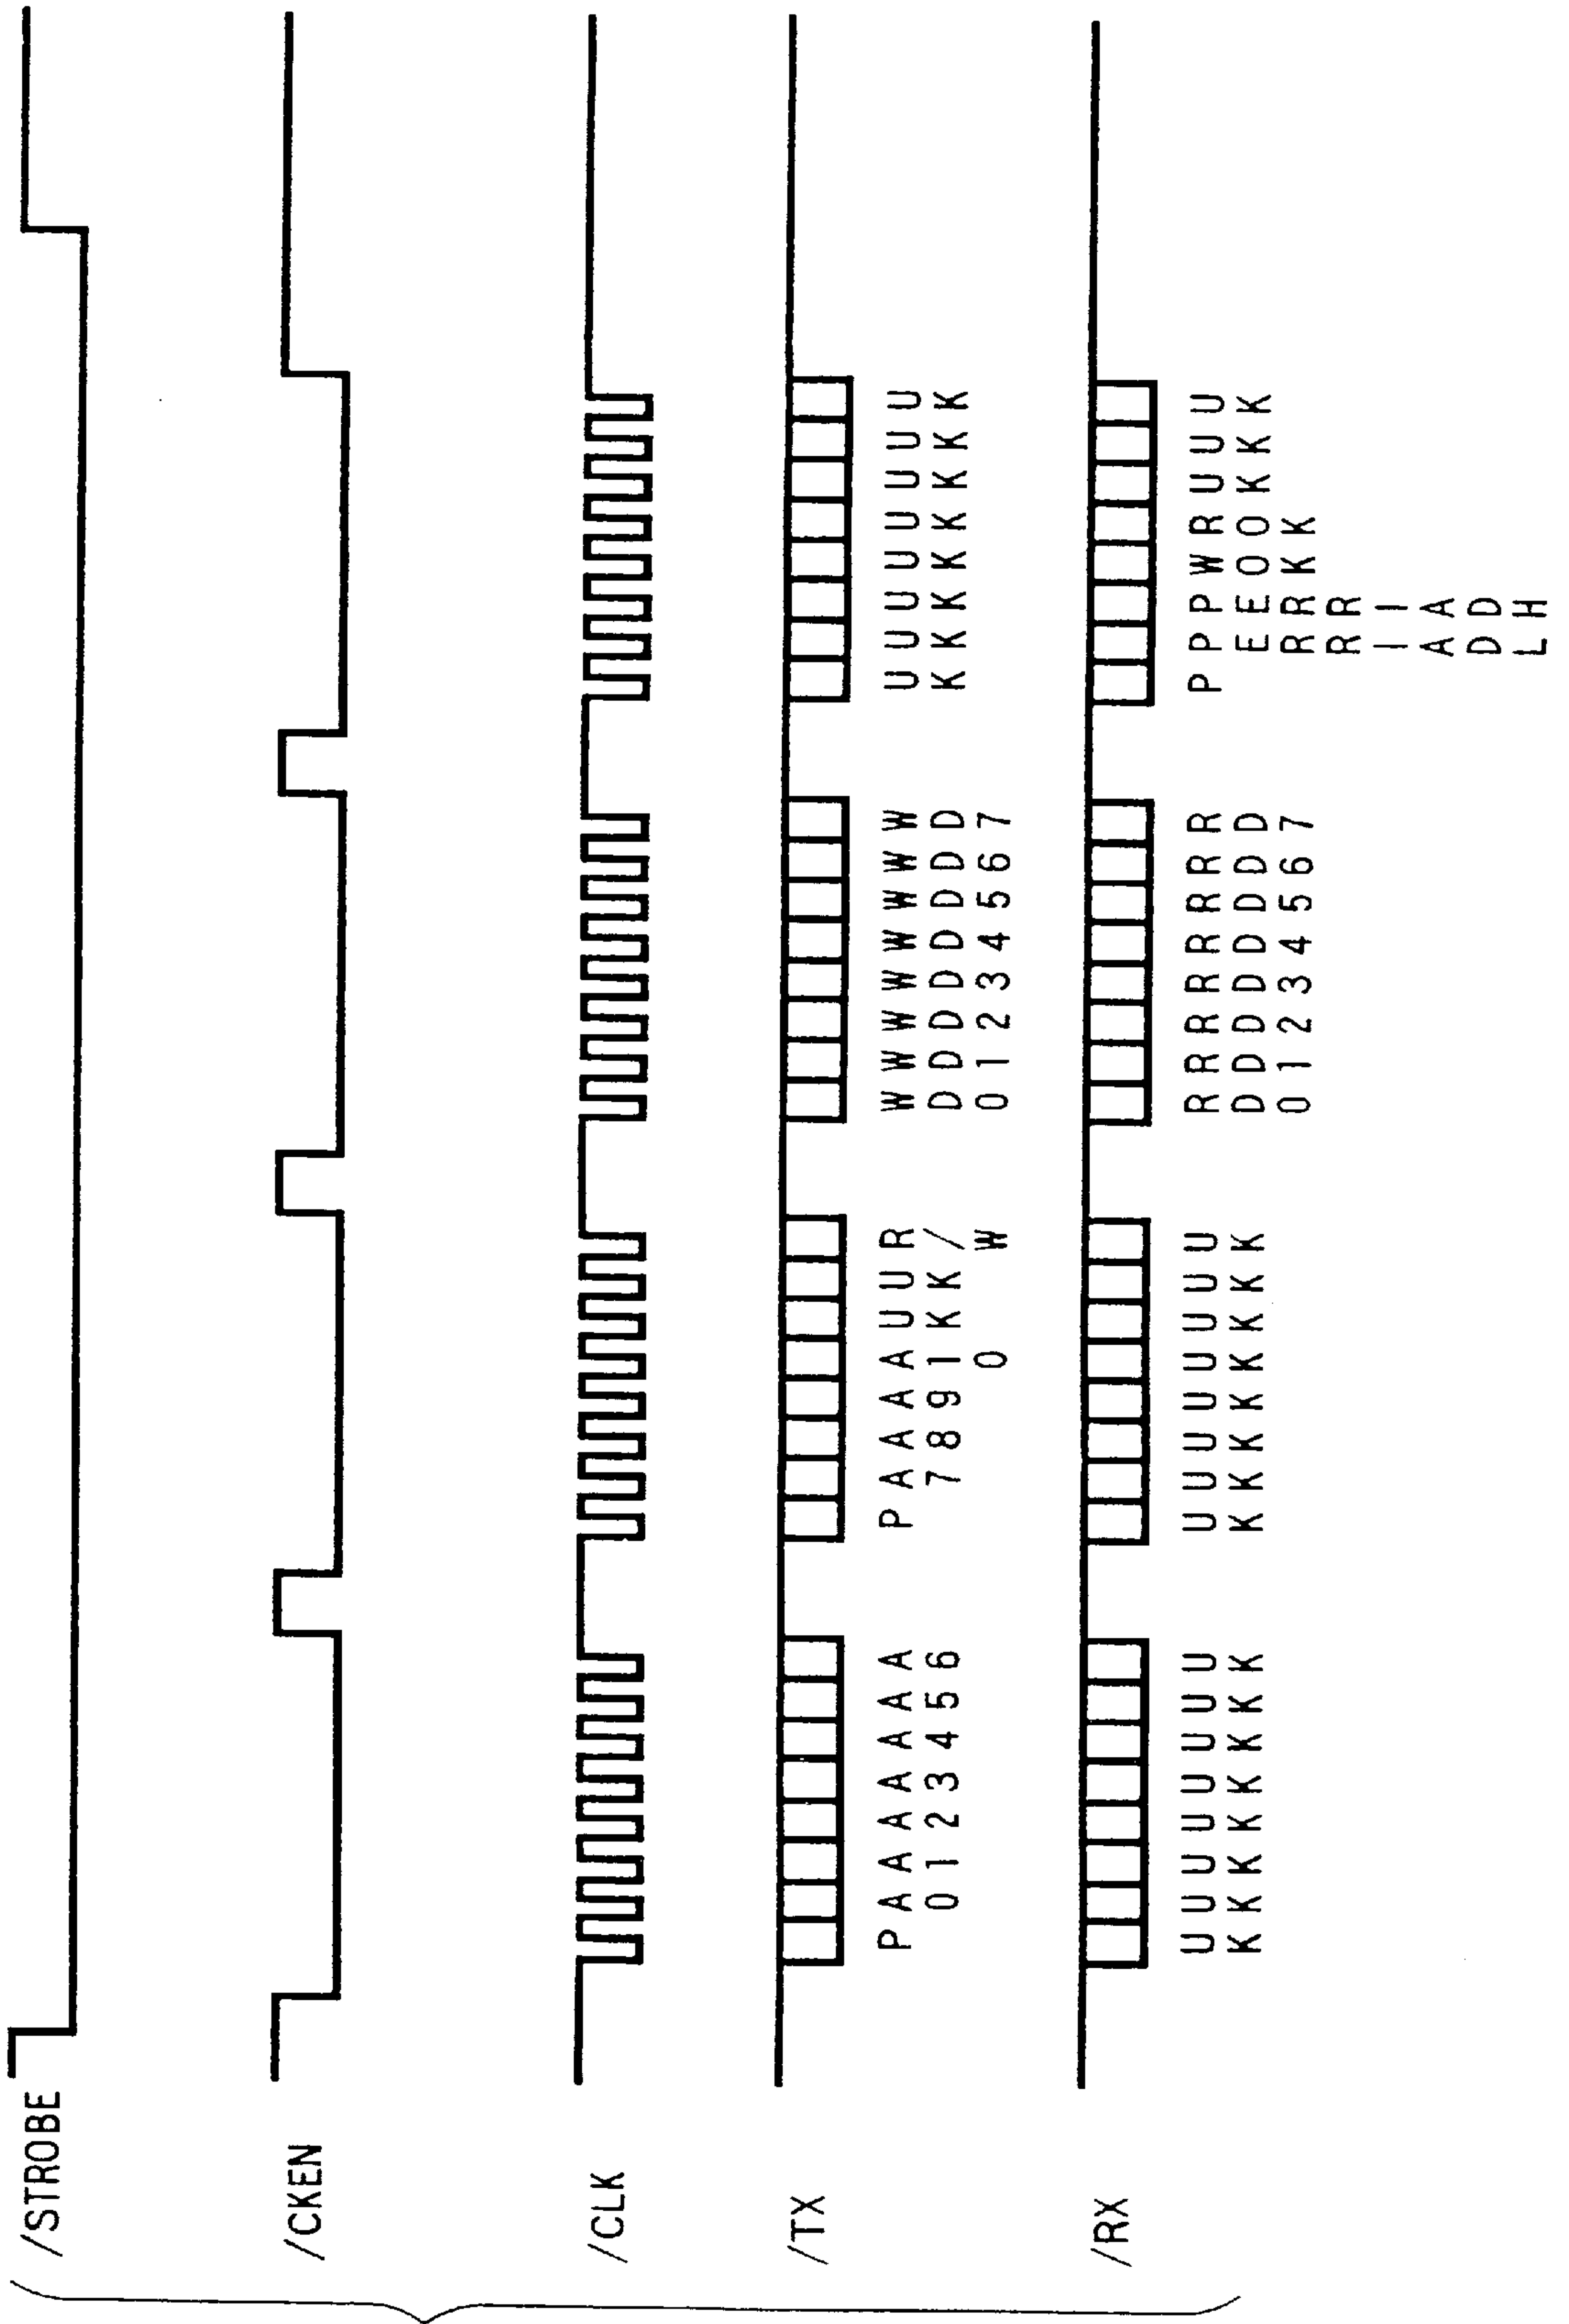 /STROBE
/CKEN
/CLK
/TX
P A A A A A A A P A A A A U U R W W W W W W W W U U U U U U U U
0 1 2 3 4 5 6 7 8 9 1 K K / D D D D D D D D K K K K K K K K
0 W 0 1 2 3 4 5 6 7
/RX
U U U U U U U U U U U U U U U U R R R R R R R R P P P W R U U U
K K K K K K K K K K K K K K K K D D D D D D D D E E O O K K K
0 1 2 3 4 5 6 7 R R K K
R R
I I
A A
D D
L H